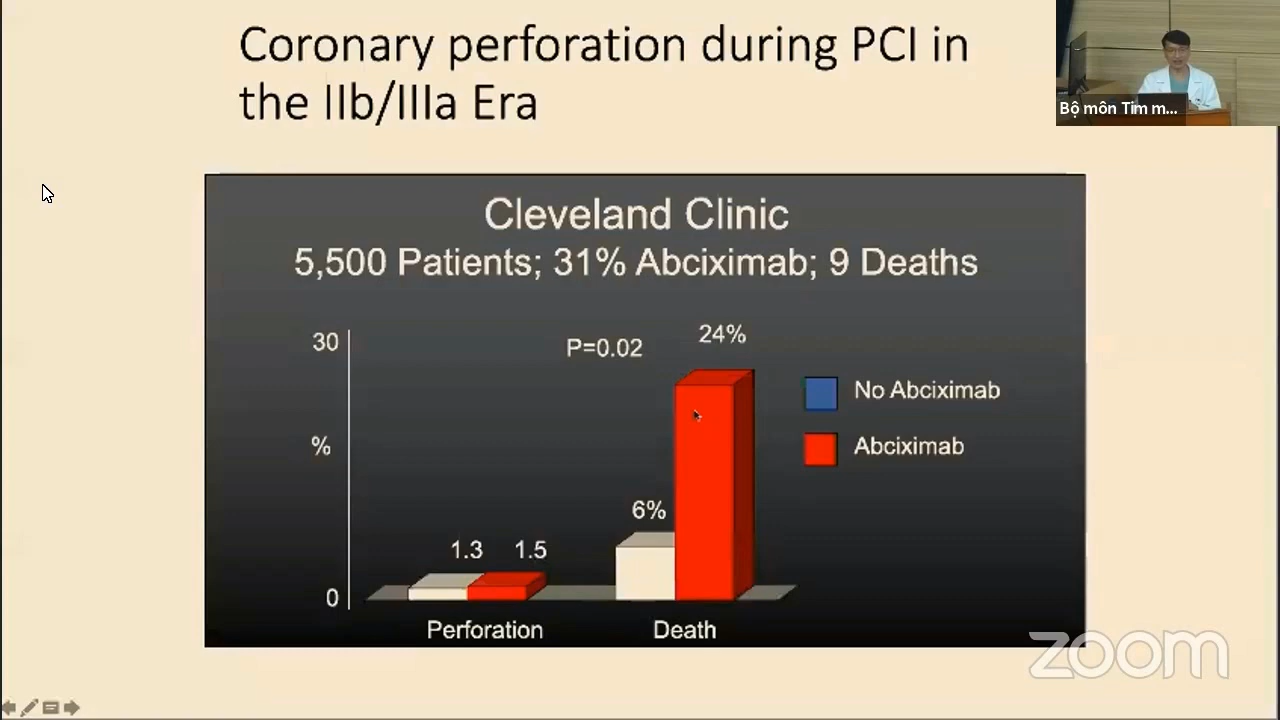 Coronary perforation during PCI in
the IIb/IIIa Era
Bộ môn Tim m...
Cleveland Clinic
5,500 Patients; 31% Abciximab; 9 Deaths
30
%
0
P=0.02
24%
6%
1.3
1.5
No Abciximab
Abciximab
Perforation
Death
zoom